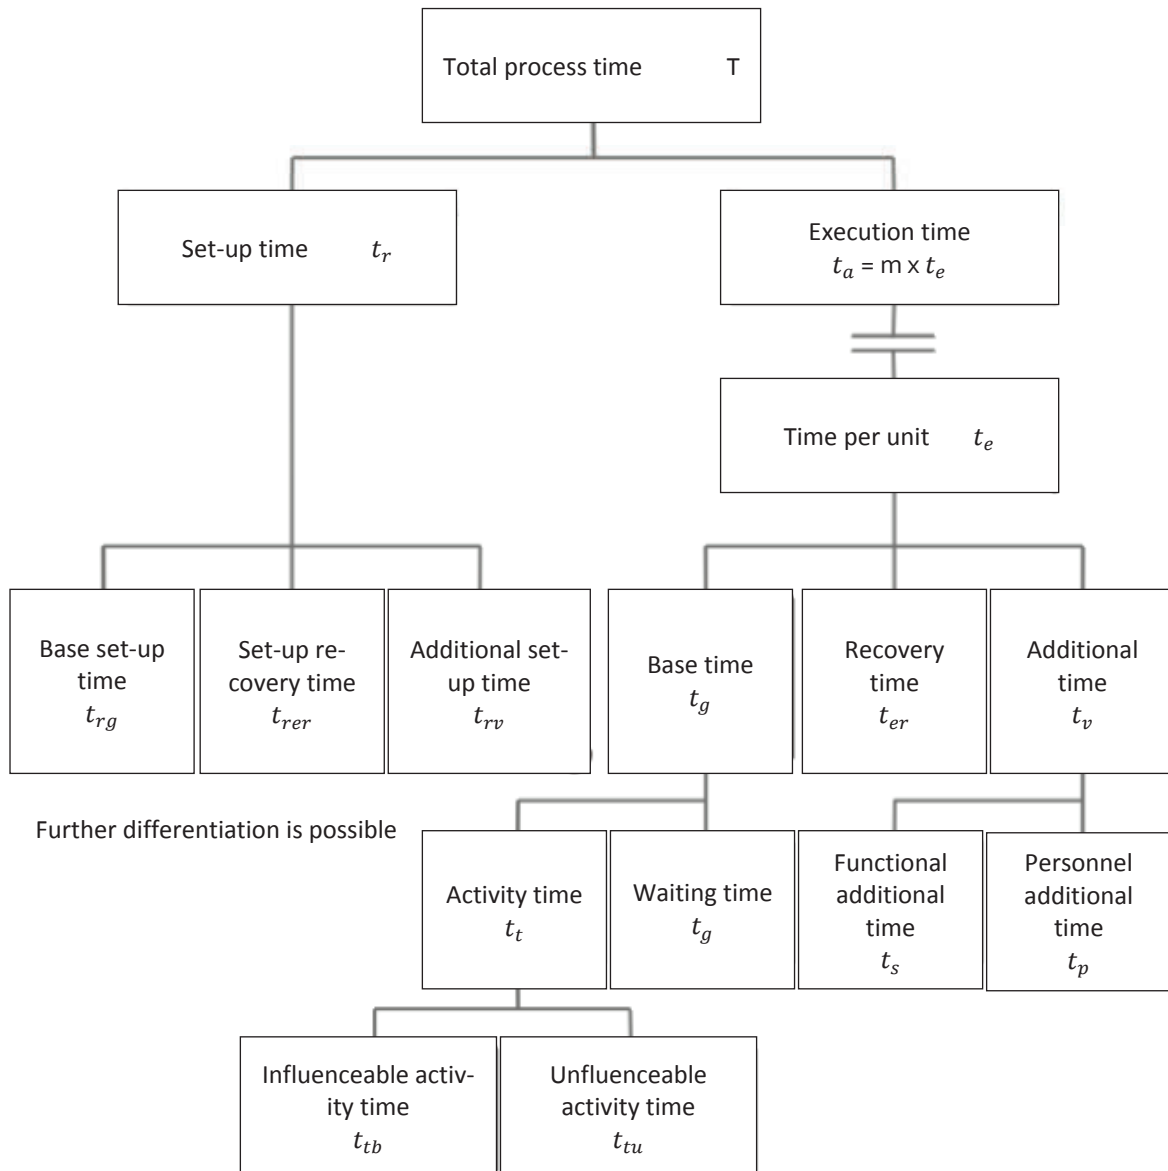 Total process time T
Set-up time t_r
Execution time
t_a = m x t_e
Time per unit t_e
Base set-up
time
t_rg
Set-up re-
covery time
t_rer
Additional set-
up time
t_rv
Base time
t_g
Recovery
time
t_er
Additional
time
t_v
Further differentiation is possible
Activity time
t_t
Waiting time
t_g
Functional
additional
time
t_s
Personnel
additional
time
t_p
Influenceable activ-
ity time
t_tb
Unfluenceable
activity time
t_tu